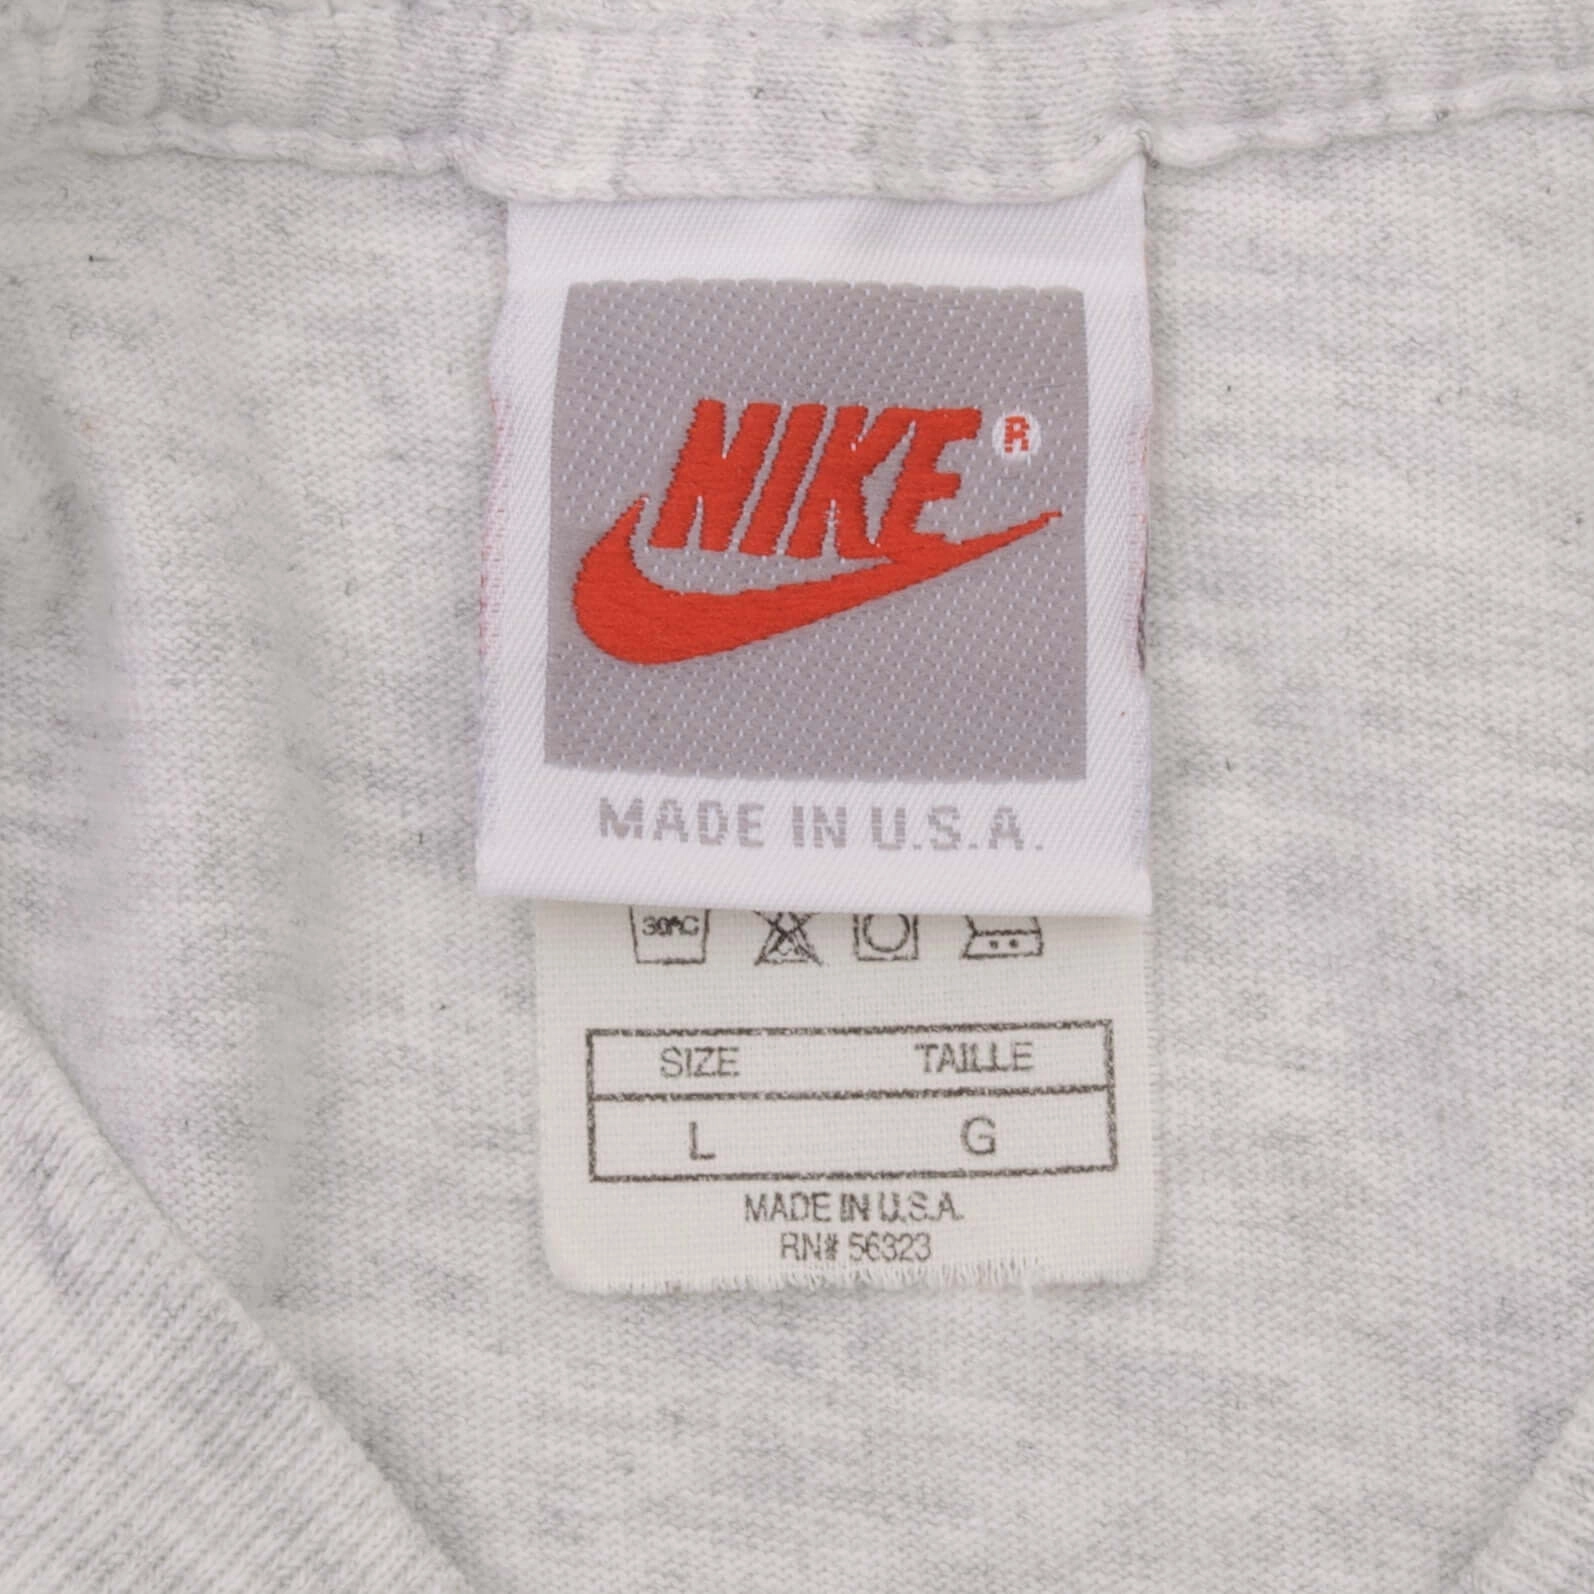 NIKE®
MADE IN U.S.A.
30°C
SIZE TAILLE
L G
MADE IN U.S.A.
RN# 56323